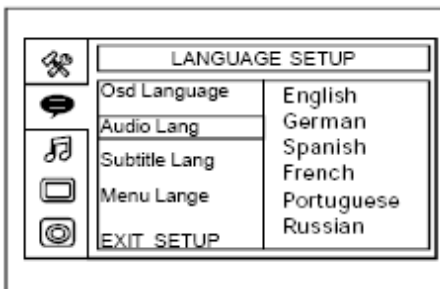 LANGUAGE SETUP
Osd Language
Audio Lang
Subtitle Lang
Menu Lange
EXIT SETUP
English
German
Spanish
French
Portuguese
Russian